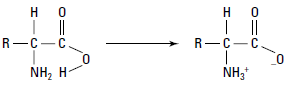 H O H O
R–C–C R–C–C
O –O
NH₂ H NH₃⁺